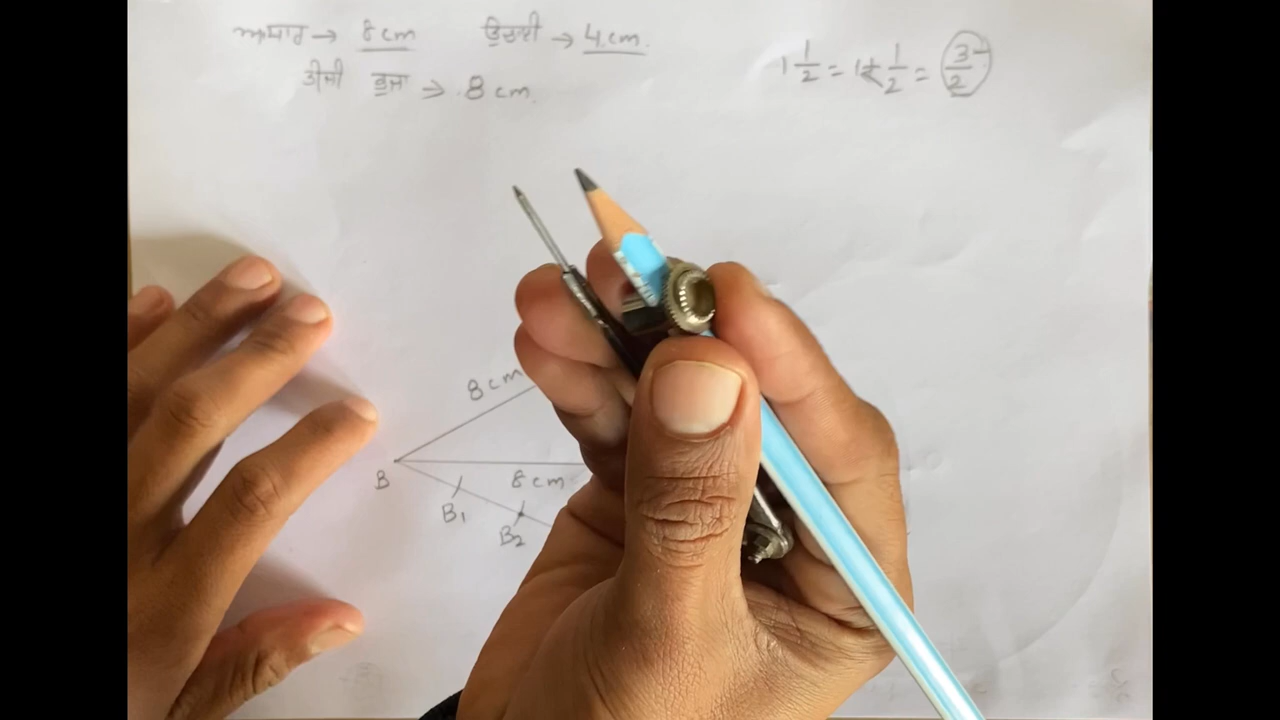 ਅਧਾਰ → 8 cm ਉਚਾਈ → 4 cm.
ਤੀਜੀ ਭੁਜਾ → 8 cm.
1 1/2 = 1 + 1/2 = 3/2
8 cm
B
8 cm
B1
B2